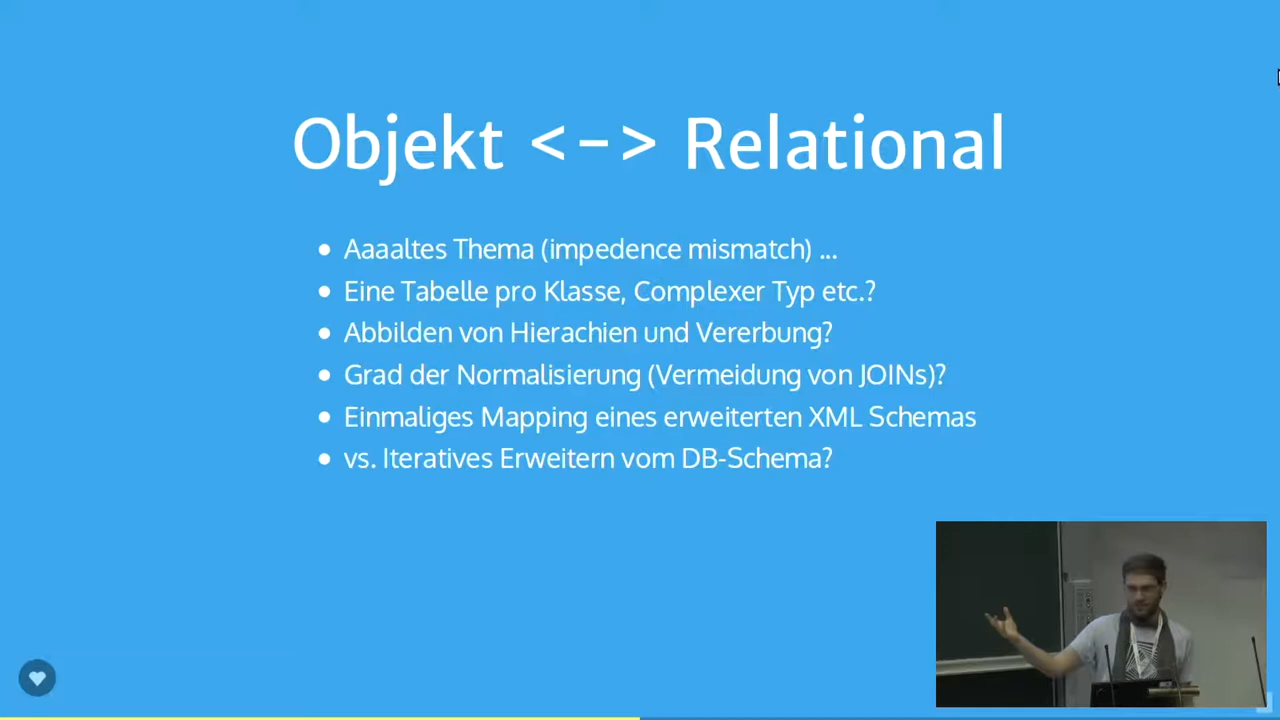 Objekt <-> Relational
Aaaaltes Thema (impedence mismatch) ...
Eine Tabelle pro Klasse, Complexer Typ etc.?
Abbilden von Hierachien und Vererbung?
Grad der Normalisierung (Vermeidung von JOINs)?
Einmaliges Mapping eines erweiterten XML Schemas
vs. Iteratives Erweitern vom DB-Schema?